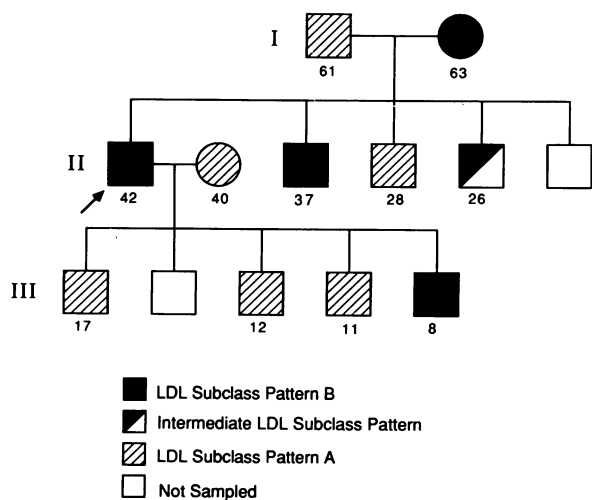 I
61 63
II
42 40 37 28 26
III
17 12 11 8
LDL Subclass Pattern B
Intermediate LDL Subclass Pattern
LDL Subclass Pattern A
Not Sampled